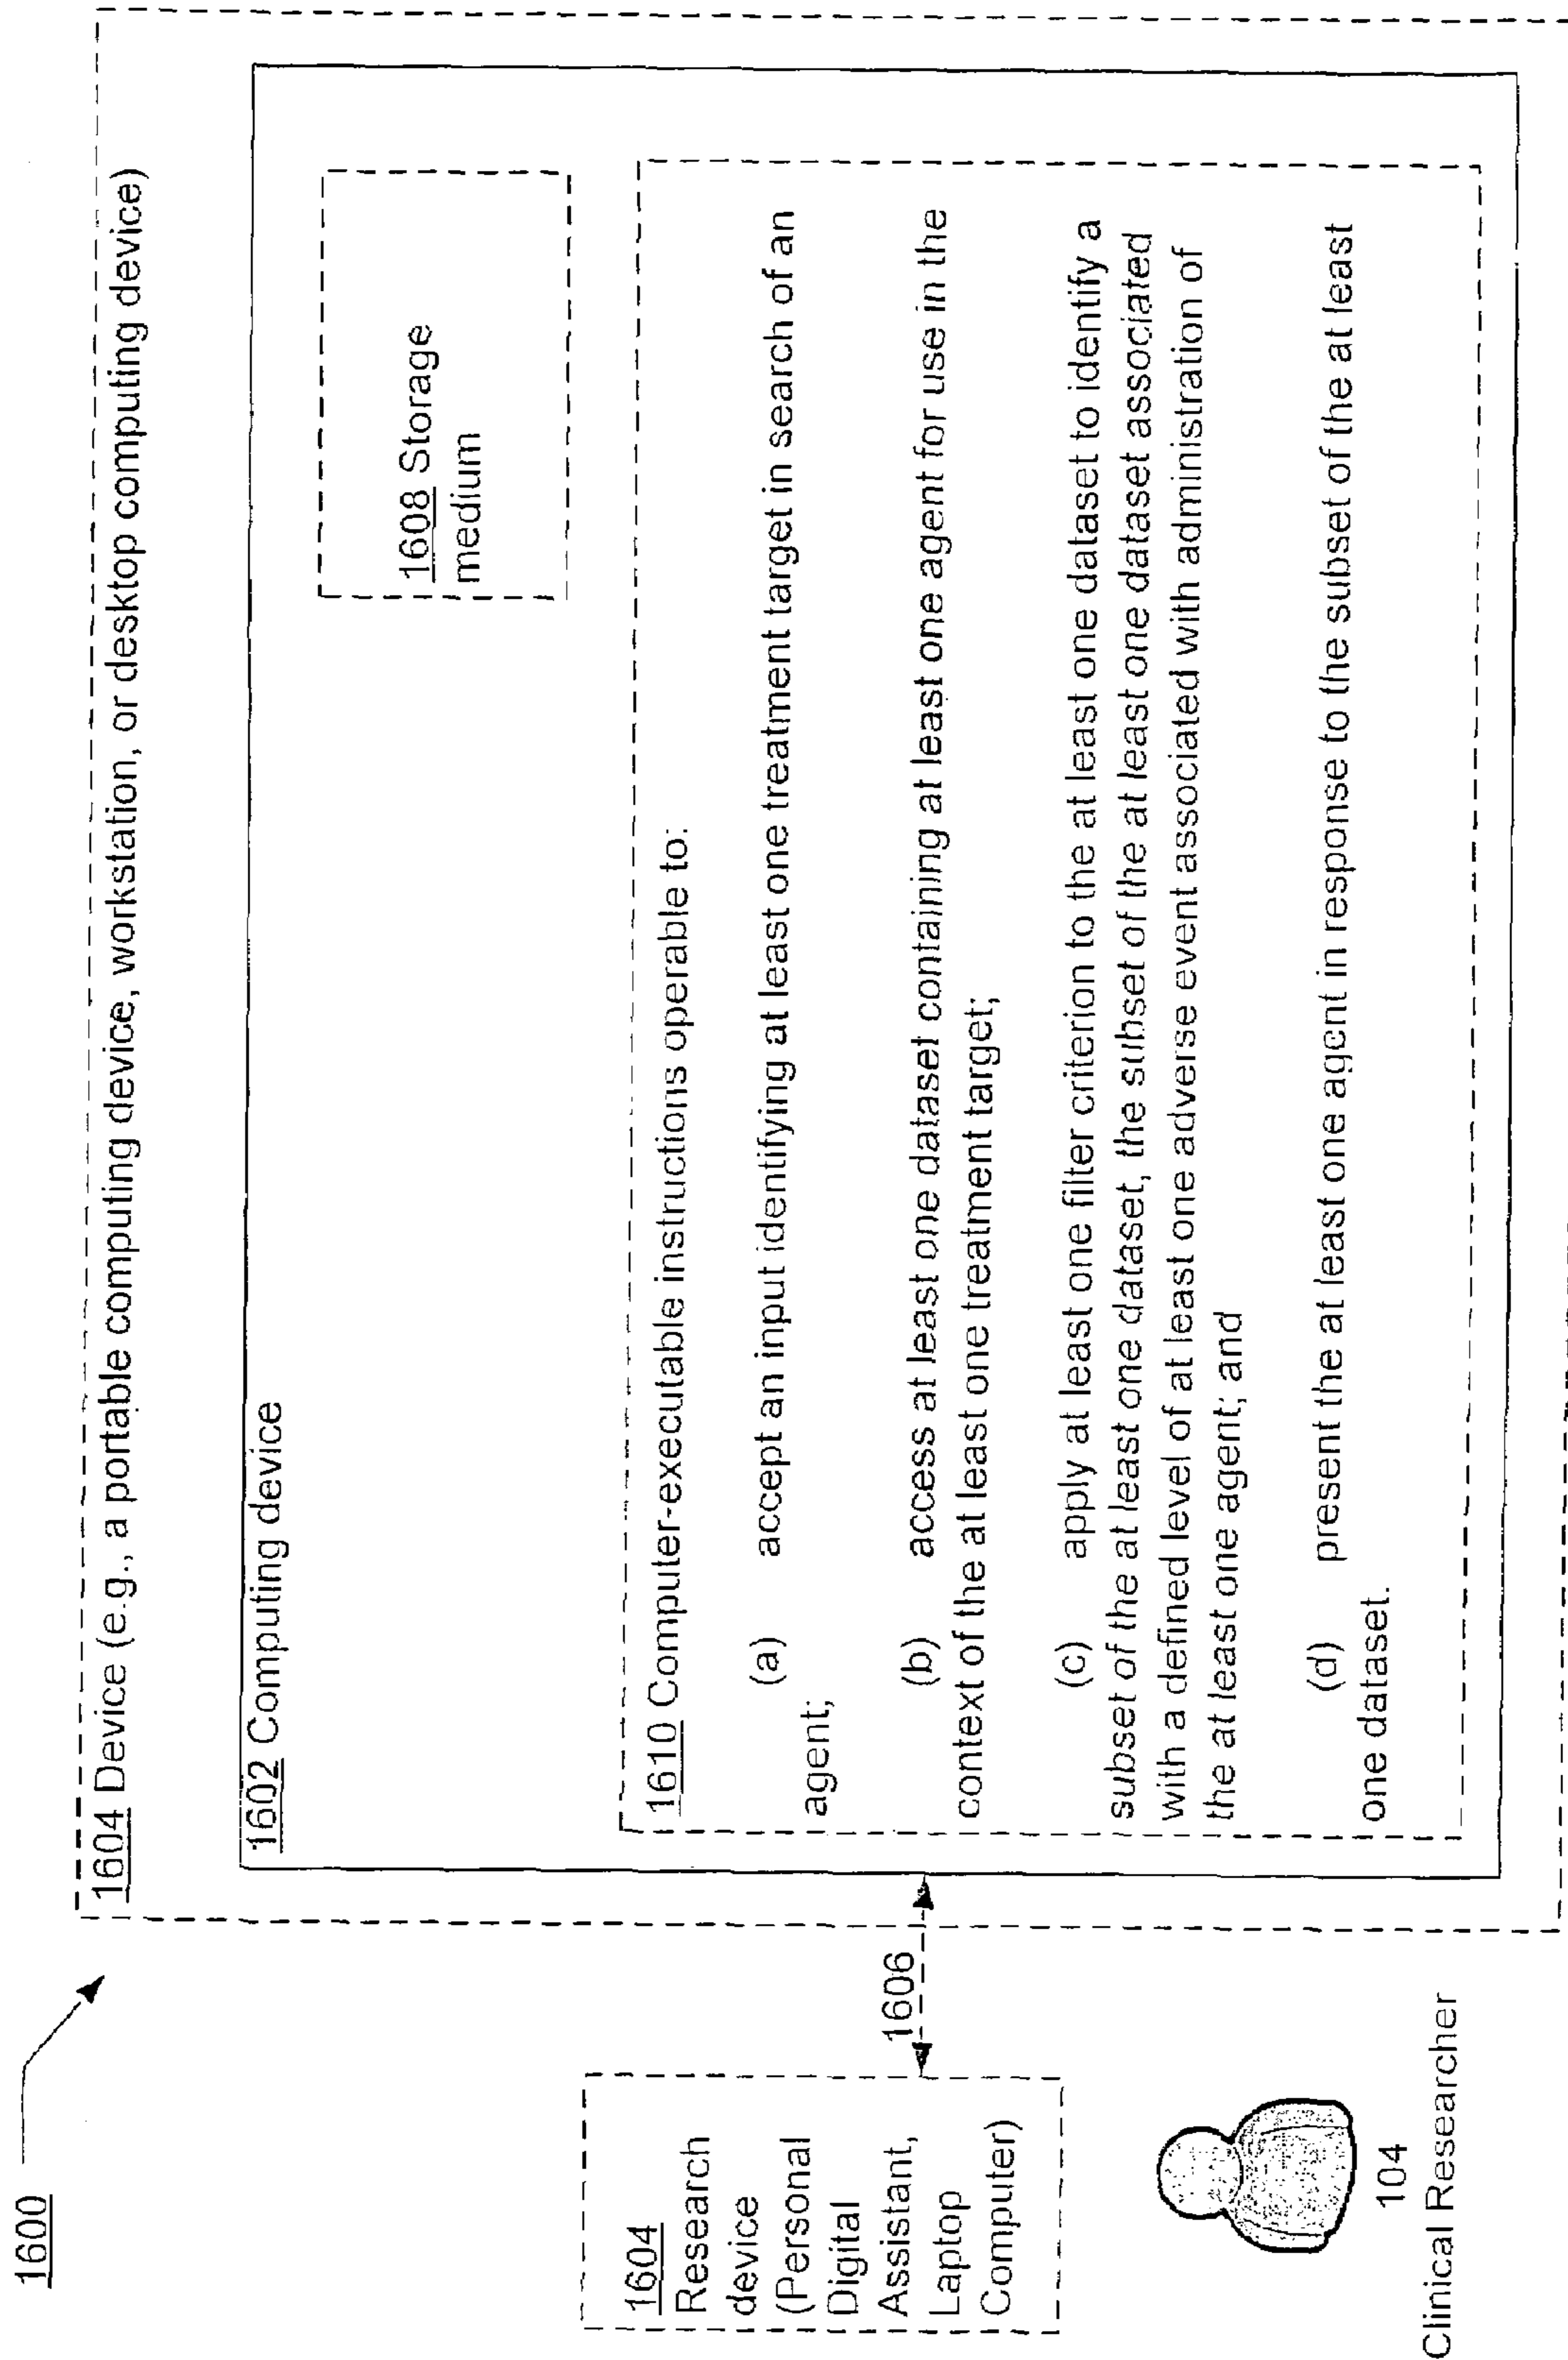 1600
1604 Device (e.g., a portable computing device, workstation, or desktop computing device)
1602 Computing device
1608 Storage
medium
1610 Computer-executable instructions operable to:
(a) accept an input identifying at least one treatment target in search of an
agent;
(b) access at least one dataset containing at least one agent for use in the
context of the at least one treatment target;
(c) apply at least one filter criterion to the at least one dataset to identify a
subset of the at least one dataset, the subset of the at least one dataset associated
with a defined level of at least one adverse event associated with administration of
the at least one agent; and
(d) present the at least one agent in response to the subset of the at least
one dataset.
1606
1604
Research
device
(Personal
Digital
Assistant,
Laptop
Computer)
104
Clinical Researcher